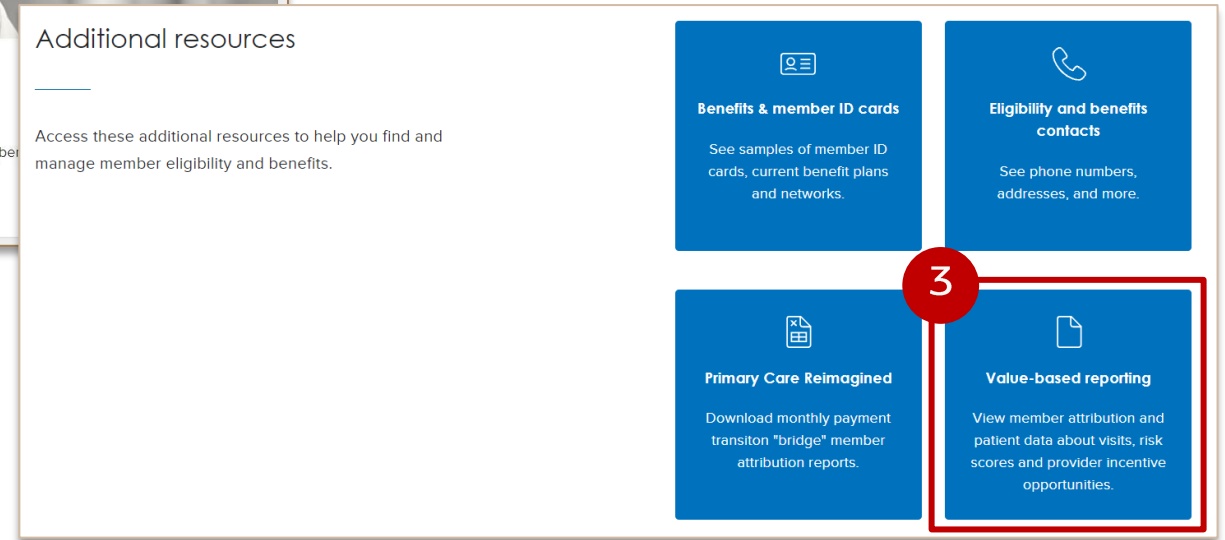 Additional resources
Access these additional resources to help you find and
manage member eligibility and benefits.
Benefits & member ID cards
See samples of member ID
cards, current benefit plans
and networks.
Eligibility and benefits
contacts
See phone numbers,
addresses, and more.
3
Primary Care Reimagined
Download monthly payment
transiton "bridge" member
attribution reports.
Value-based reporting
View member attribution and
patient data about visits, risk
scores and provider incentive
opportunities.